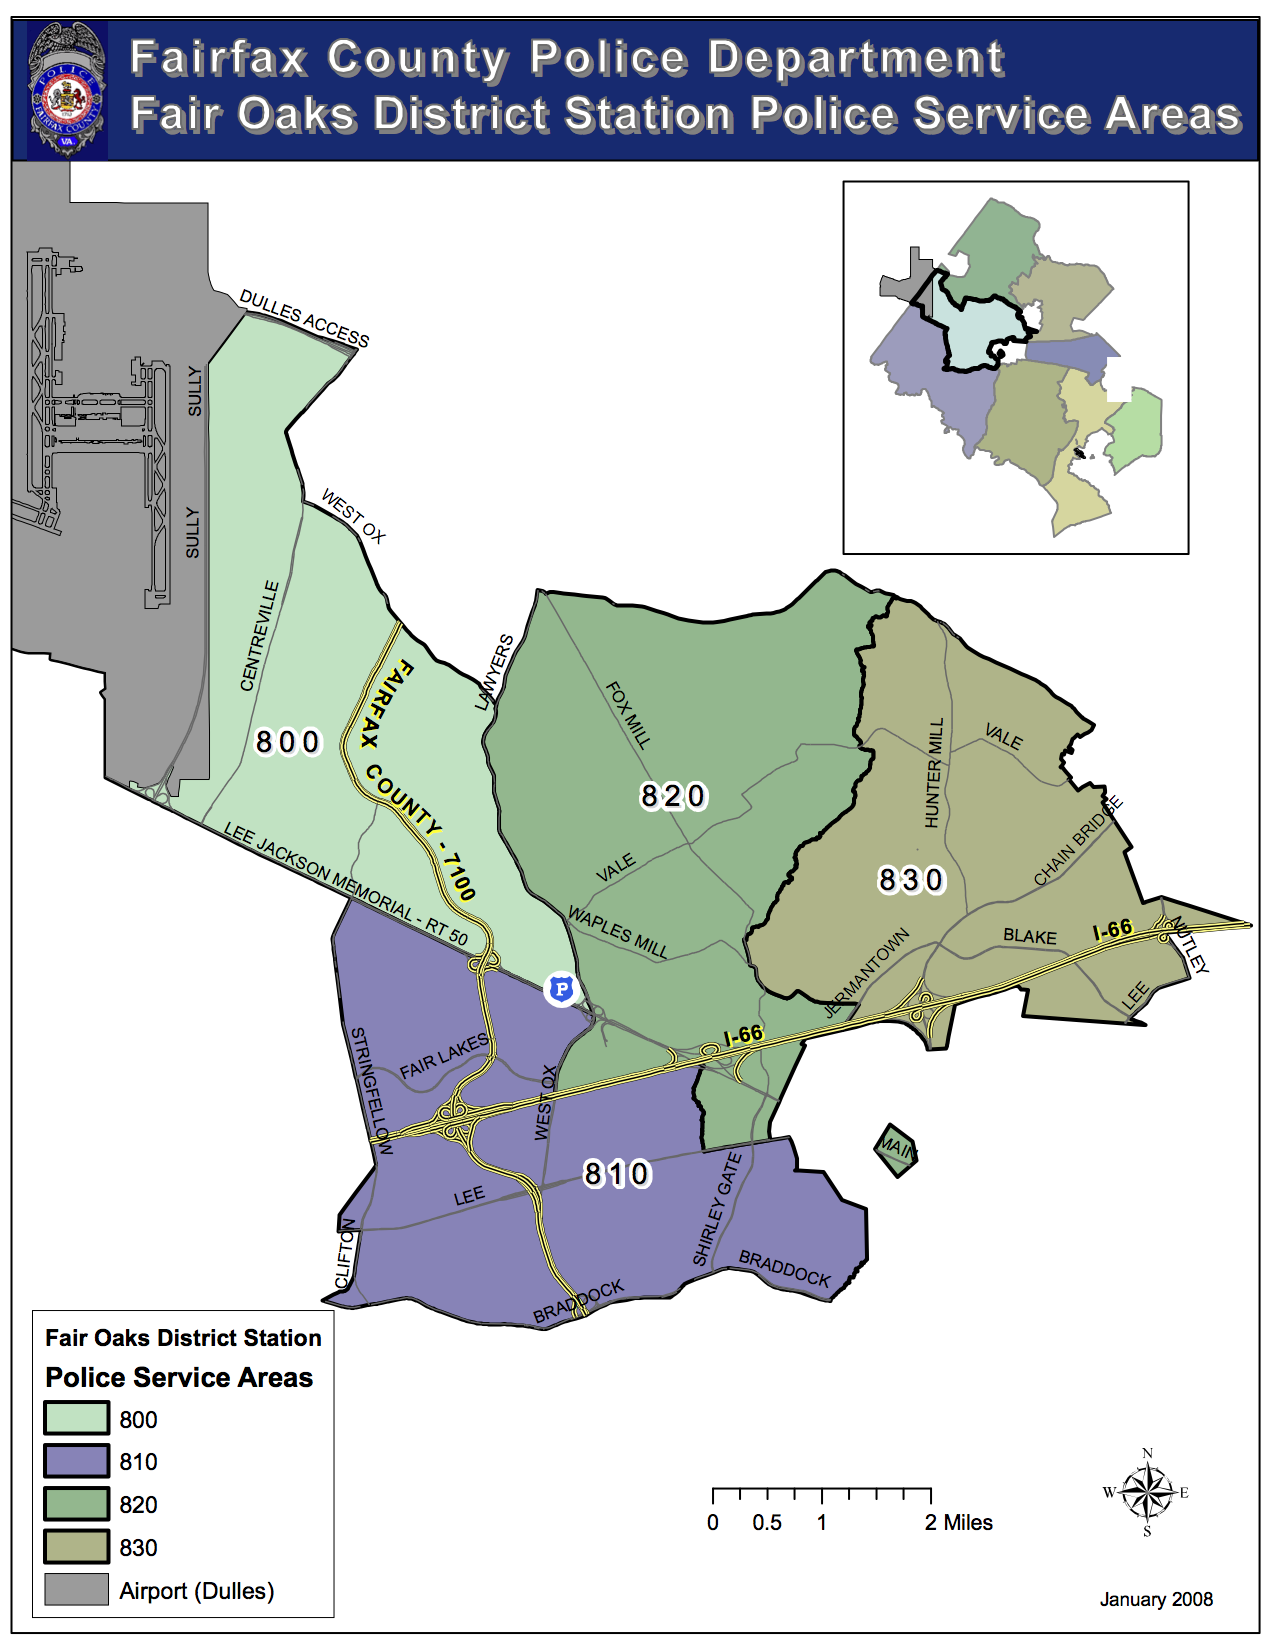 Fairfax County Police Department
Fair Oaks District Station Police Service Areas
POLICE
FAIRFAX COUNTY
VA.
DULLES ACCESS
SULLY
WEST OX
SULLY
CENTREVILLE
LAWYERS
FAIRFAX COUNTY - 7100
FOX MILL
HUNTER MILL
VALE
800
820
CHAIN BRIDGE
LEE JACKSON MEMORIAL - RT 50
VALE
830
WAPLES MILL
JERMANTOWN
BLAKE
I-66
NUTLEY
P
LEE
I-66
STRINGFELLOW
FAIR LAKES
WEST OX
MAIN
810
LEE
SHIRLEY GATE
CLIFTON
BRADDOCK
BRADDOCK
Fair Oaks District Station
Police Service Areas
800
810
820
830
Airport (Dulles)
0 0.5 1 2 Miles
N
W E
S
January 2008